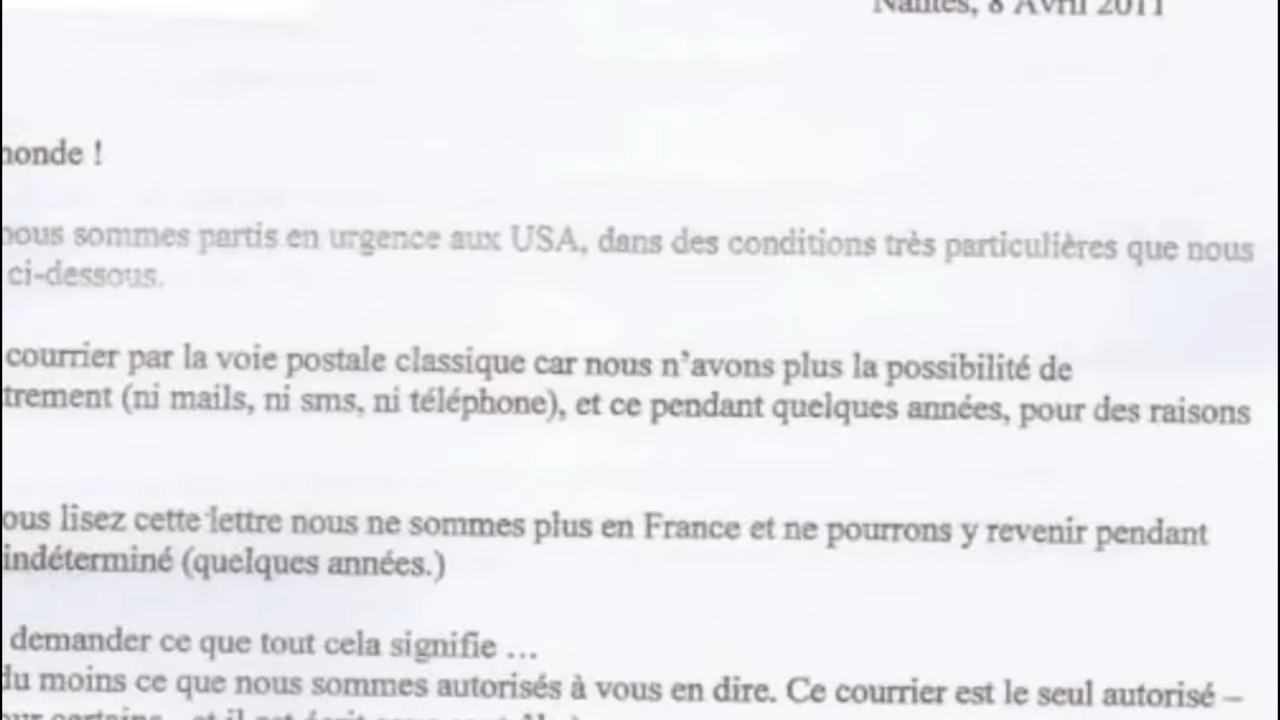 Nantes, 8 Avril 2011
monde !
nous sommes partis en urgence aux USA, dans des conditions très particulières que nous
ci-dessous.
courrier par la voie postale classique car nous n’avons plus la possibilité de
trement (ni mails, ni sms, ni téléphone), et ce pendant quelques années, pour des raisons
ous lisez cette lettre nous ne sommes plus en France et ne pourrons y revenir pendant
indéterminé (quelques années.)
demander ce que tout cela signifie ...
du moins ce que nous sommes autorisés à vous en dire. Ce courrier est le seul autorisé –